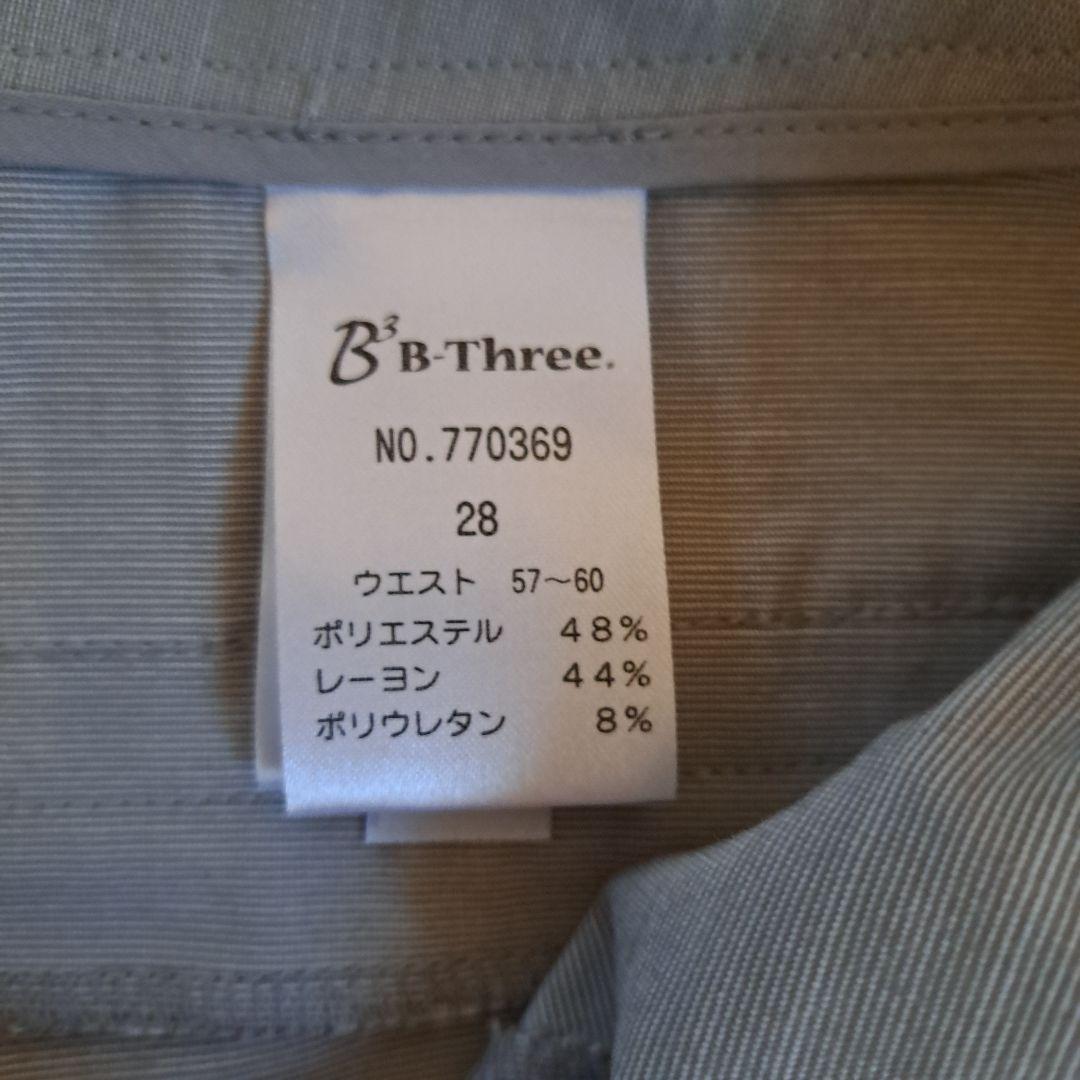 B³ B-Three.
NO.770369
28
ウエスト 57～60
ポリエステル 48%
レーヨン 44%
ポリウレタン 8%